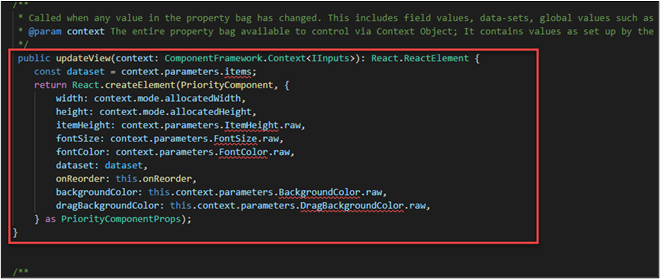 /**
* Called when any value in the property bag has changed. This includes field values, data-sets, global values such as
* @param context The entire property bag available to control via Context Object; It contains values as set up by the
*/
public updateView(context: ComponentFramework.Context<IInputs>): React.ReactElement {
const dataset = context.parameters.items;
return React.createElement(PriorityComponent, {
width: context.mode.allocatedWidth,
height: context.mode.allocatedHeight,
itemHeight: context.parameters.ItemHeight.raw,
fontSize: context.parameters.FontSize.raw,
fontColor: context.parameters.FontColor.raw,
dataset: dataset,
onReorder: this.onReorder,
backgroundColor: this.context.parameters.BackgroundColor.raw,
dragBackgroundColor: this.context.parameters.DragBackgroundColor.raw,
} as PriorityComponentProps);
}
/**